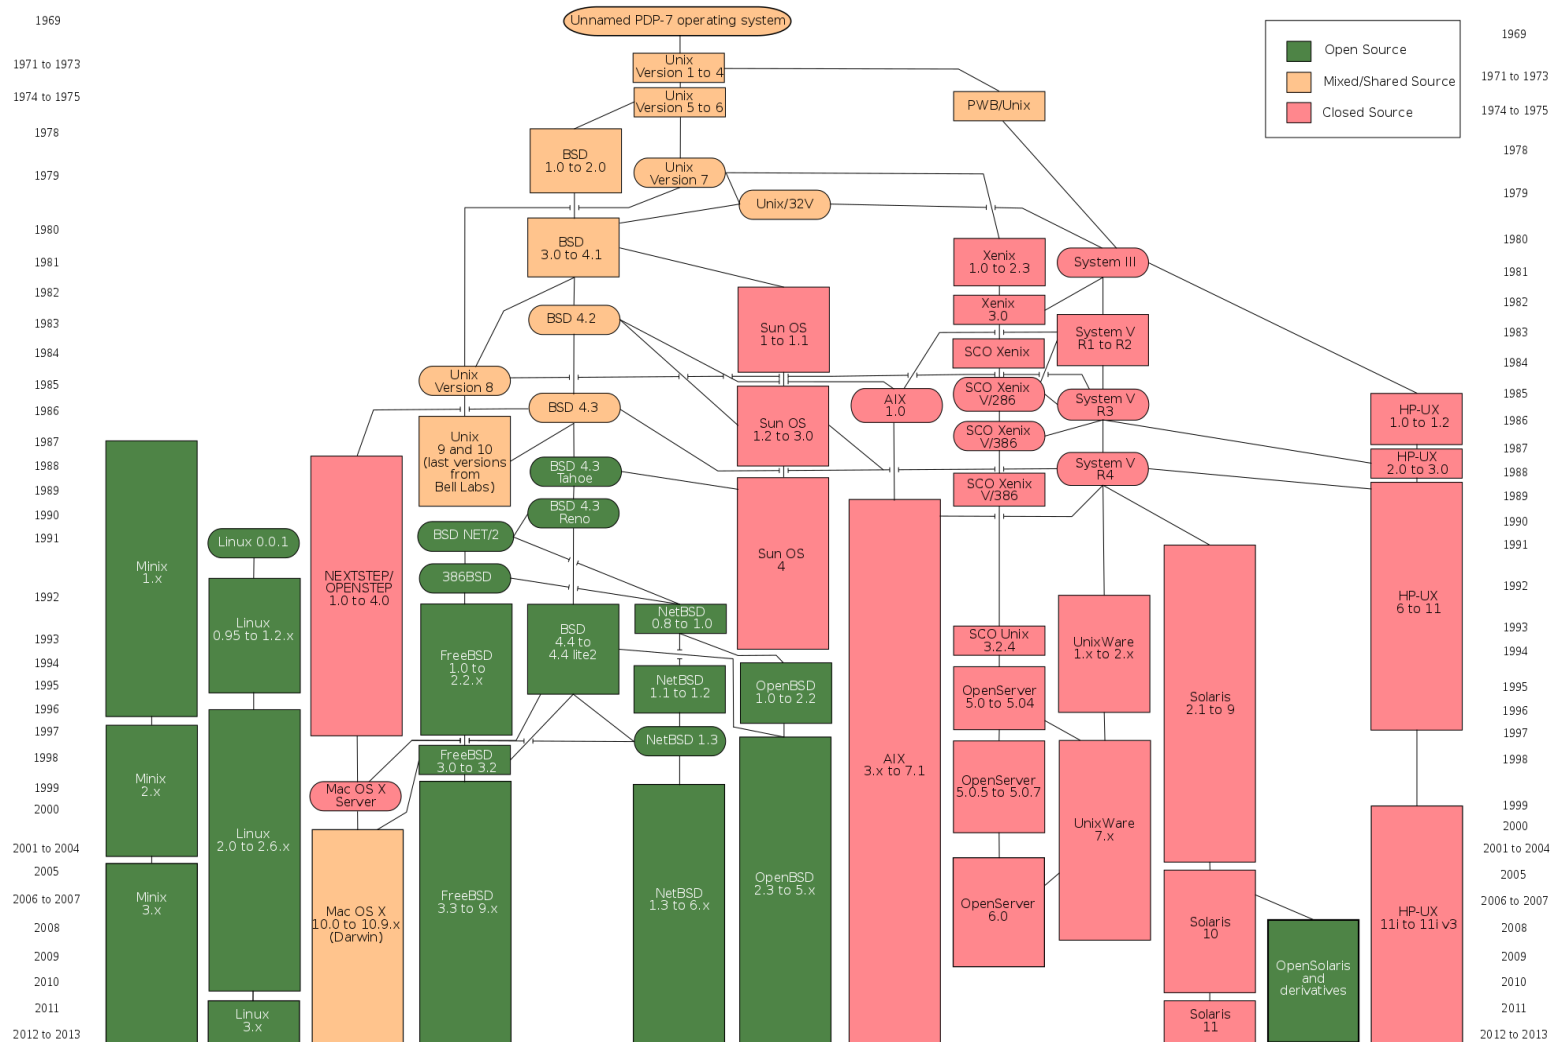 1969
1971 to 1973
1974 to 1975
1978
1979
1980
1981
1982
1983
1984
1985
1986
1987
1988
1989
1990
1991
1992
1993
1994
1995
1996
1997
1998
1999
2000
2001 to 2004
2005
2006 to 2007
2008
2009
2010
2011
2012 to 2013
Unnamed PDP-7 operating system
Unix
Version 1 to 4
Unix
Version 5 to 6
PWB/Unix
BSD
1.0 to 2.0
Unix
Version 7
Unix/32V
BSD
3.0 to 4.1
Xenix
1.0 to 2.3
System III
Xenix
3.0
BSD 4.2
Sun OS
1 to 1.1
System V
R1 to R2
SCO Xenix
Unix
Version 8
SCO Xenix
V/286
AIX
1.0
System V
R3
BSD 4.3
HP-UX
1.0 to 1.2
Sun OS
1.2 to 3.0
SCO Xenix
V/386
Unix
9 and 10
(last versions
from
Bell Labs)
BSD 4.3
Tahoe
System V
R4
HP-UX
2.0 to 3.0
SCO Xenix
V/386
BSD 4.3
Reno
BSD NET/2
Linux 0.0.1
Minix
1.x
Sun OS
4
386BSD
NEXTSTEP/
OPENSTEP
1.0 to 4.0
HP-UX
6 to 11
Linux
0.95 to 1.2.x
BSD
4.4 to
4.4 lite2
NetBSD
0.8 to 1.0
SCO Unix
3.2.4
UnixWare
1.x to 2.x
FreeBSD
1.0 to
2.2.x
NetBSD
1.1 to 1.2
OpenBSD
1.0 to 2.2
OpenServer
5.0 to 5.04
Solaris
2.1 to 9
NetBSD 1.3
FreeBSD
3.0 to 3.2
AIX
3.x to 7.1
Minix
2.x
OpenServer
5.0.5 to 5.0.7
Mac OS X
Server
Linux
2.0 to 2.6.x
UnixWare
7.x
OpenBSD
2.3 to 5.x
Minix
3.x
FreeBSD
3.3 to 9.x
NetBSD
1.3 to 6.x
OpenServer
6.0
Mac OS X
10.0 to 10.9.x
(Darwin)
HP-UX
11i to 11i v3
Solaris
10
OpenSolaris
and
derivatives
Linux
3.x
Solaris
11
Open Source
Mixed/Shared Source
Closed Source
1969
1971 to 1973
1974 to 1975
1978
1979
1980
1981
1982
1983
1984
1985
1986
1987
1988
1989
1990
1991
1992
1993
1994
1995
1996
1997
1998
1999
2000
2001 to 2004
2005
2006 to 2007
2008
2009
2010
2011
2012 to 2013